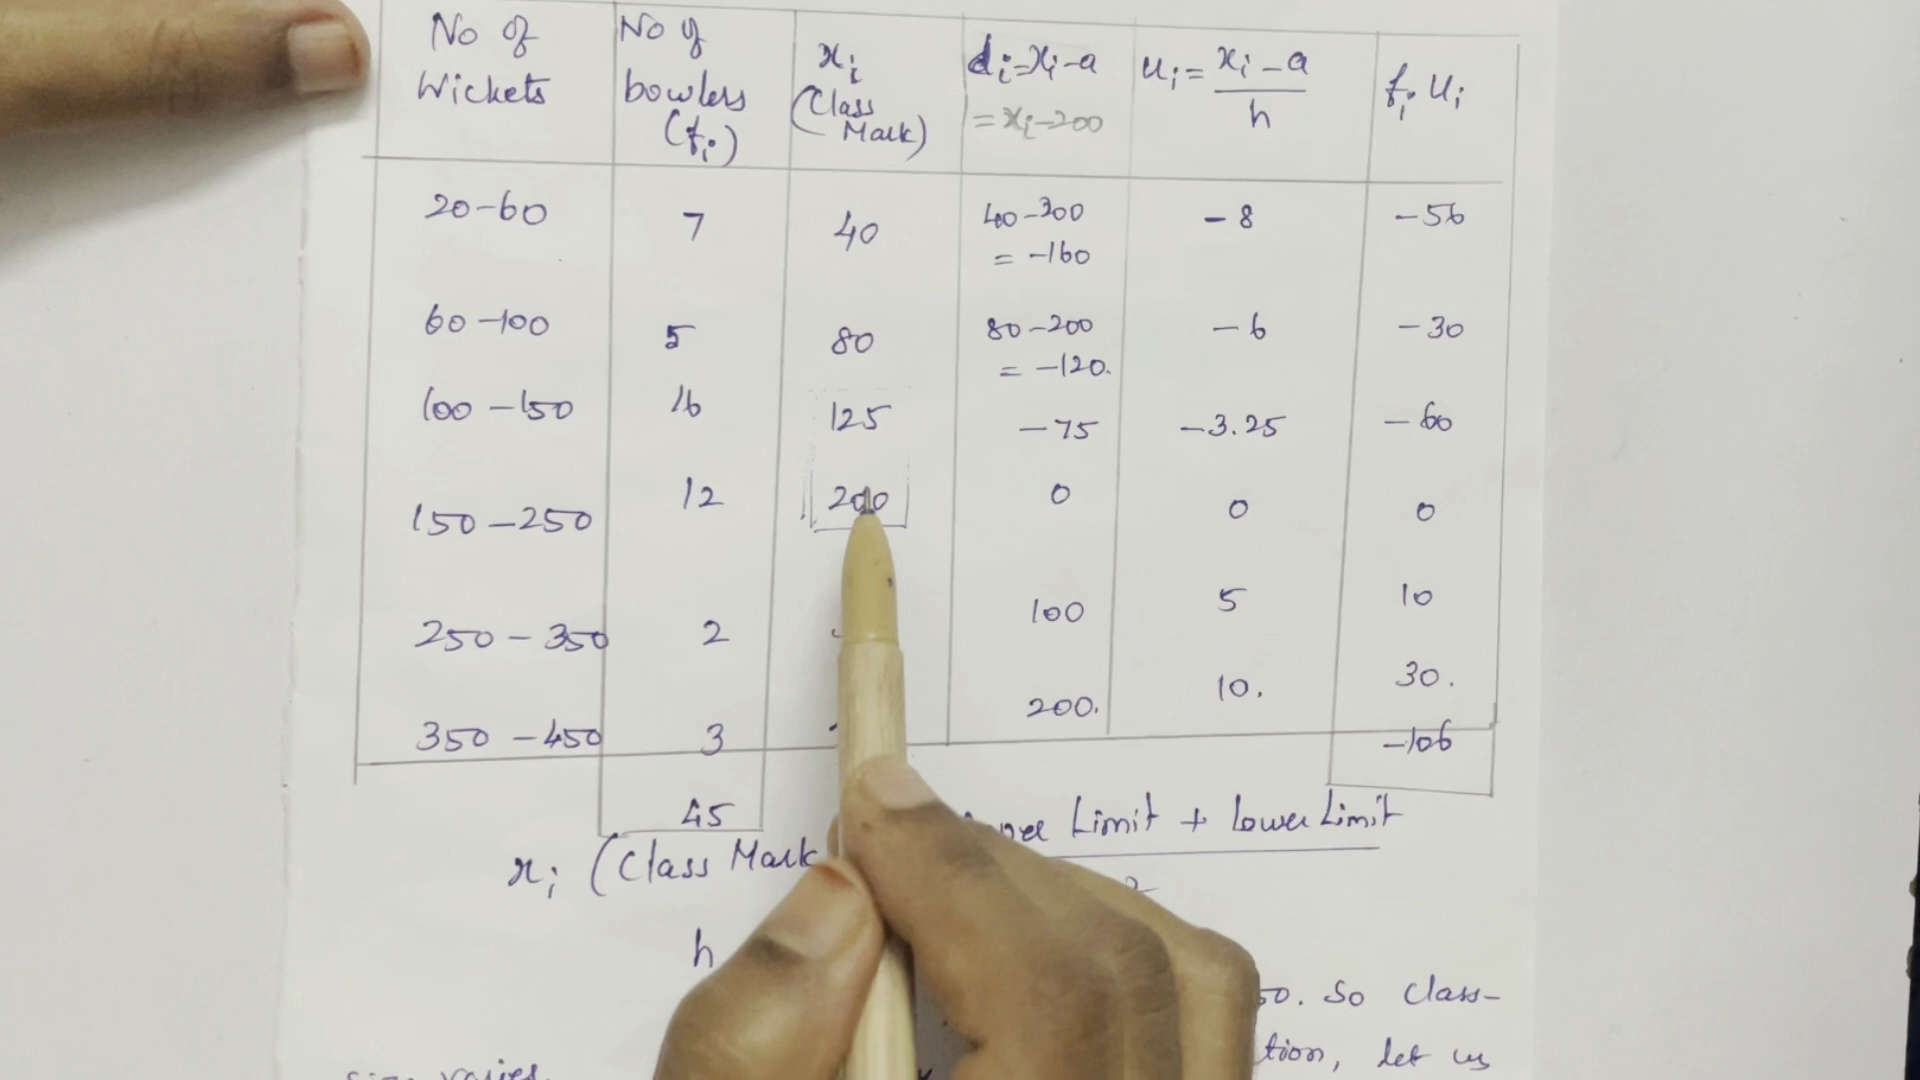 No of Wickets No of bowlers (fi) xi (Class Mark) di=xi-a =xi-200 ui=xi-a/h fi ui
20-60 7 40 40-200 = -160 -8 -56
60-100 5 80 80-200 = -120. -6 -30
100-150 16 125 -75 -3.25 -60
150-250 12 200 0 0 0
250-350 2 100 5 10
350-450 3 200. 10. 30.
45 -106
xi (Class Mark Limit + Lower Limit
h
50. So Class-
size varies. let us